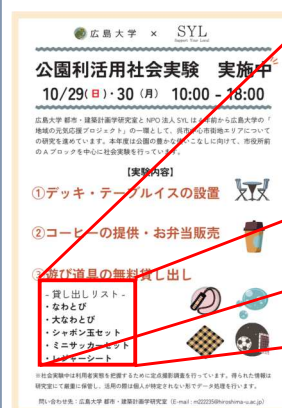 広島大学 × SYL
Support Your Local
公園利活用社会実験 実施中
10/29(日)・30(月) 10:00 - 18:00
広島大学 都市・建築計画学研究室と NPO 法人 SYL は 年前から広島大学の「
地域の元気応援プロジェクト」の一環として、呉市中心市街地エリアについて
の研究を進めています。本年度は公園の豊かな使いこなしに向けて、市役所前
の A ブロックを中心に社会実験を行っています。
【実験内容】
①デッキ・テーブルイスの設置
②コーヒーの提供・お弁当販売
③遊び道具の無料貸し出し
- 貸し出しリスト -
・なわとび
・大なわとび
・シャボン玉セット
・ミニサッカーセット
・レジャーシート
※社会実験中は利用者実態を把握するために定点撮影調査を行っています。得られた情報は
研究室にて厳重に保管し、活用の際は個人が特定されない形でデータ処理を行います。
問い合わせ先：広島大学 都市・建築計画学研究室 (E-mail : m222235@hiroshima-u.ac.jp)